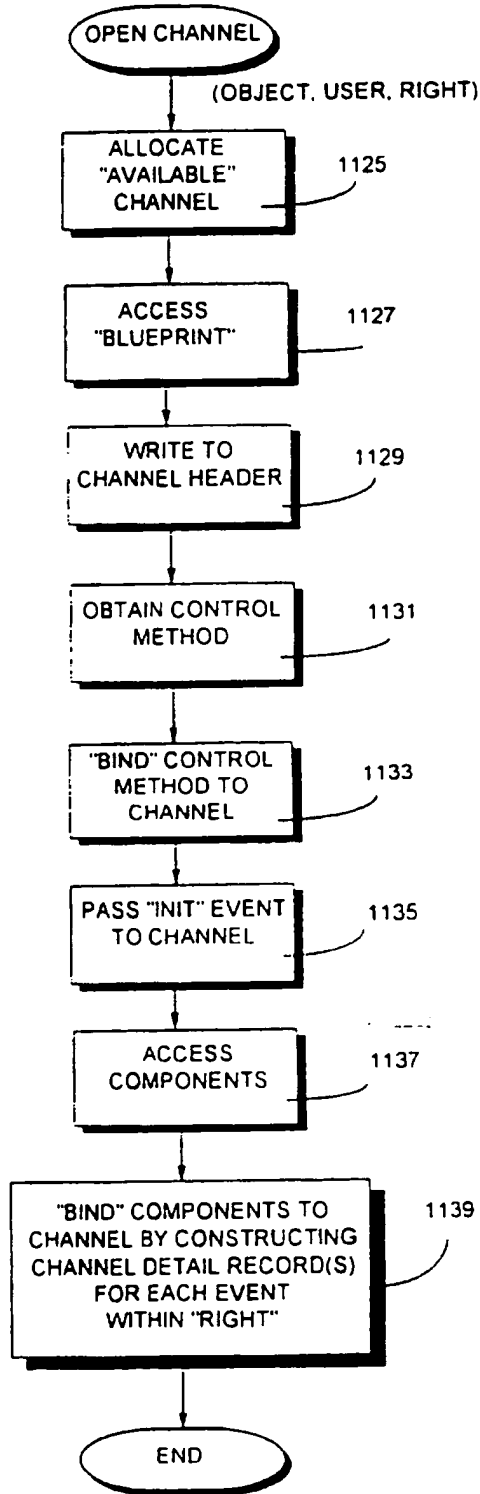 OPEN CHANNEL
(OBJECT, USER, RIGHT)
ALLOCATE
"AVAILABLE"
CHANNEL
1125
ACCESS
"BLUEPRINT"
1127
WRITE TO
CHANNEL HEADER
1129
OBTAIN CONTROL
METHOD
1131
"BIND" CONTROL
METHOD TO
CHANNEL
1133
PASS "INIT" EVENT
TO CHANNEL
1135
ACCESS
COMPONENTS
1137
"BIND" COMPONENTS TO
CHANNEL BY CONSTRUCTING
CHANNEL DETAIL RECORD(S)
FOR EACH EVENT
WITHIN "RIGHT"
1139
END